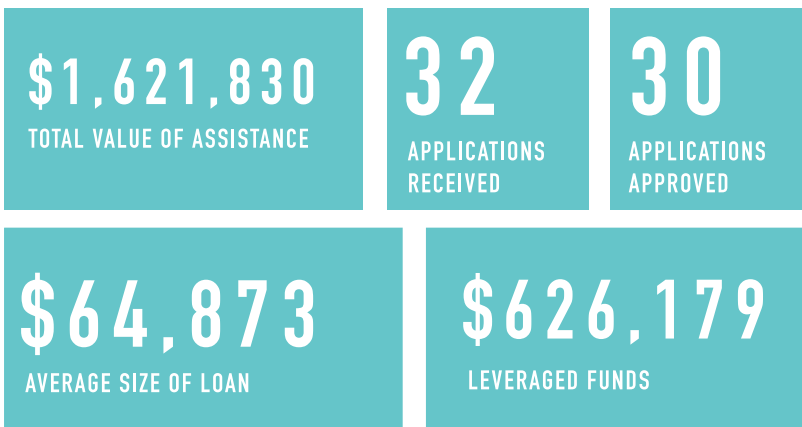 $1,621,830
TOTAL VALUE OF ASSISTANCE
32
APPLICATIONS
RECEIVED
30
APPLICATIONS
APPROVED
$64,873
AVERAGE SIZE OF LOAN
$626,179
LEVERAGED FUNDS